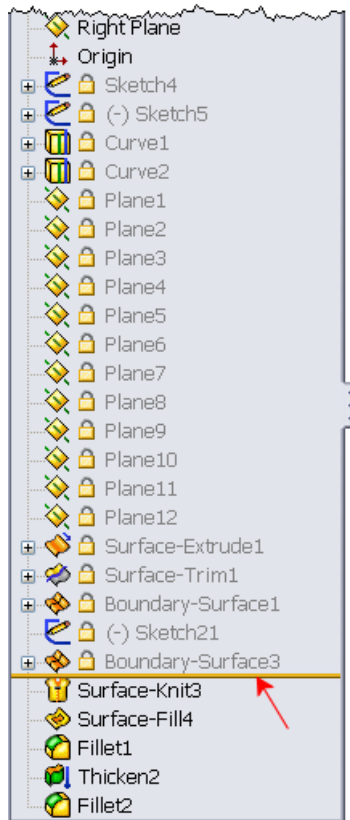 Right Plane
Origin
Sketch4
(-) Sketch5
Curve1
Curve2
Plane1
Plane2
Plane3
Plane4
Plane5
Plane6
Plane7
Plane8
Plane9
Plane10
Plane11
Plane12
Surface-Extrude1
Surface-Trim1
Boundary-Surface1
(-) Sketch21
Boundary-Surface3
Surface-Knit3
Surface-Fill4
Fillet1
Thicken2
Fillet2